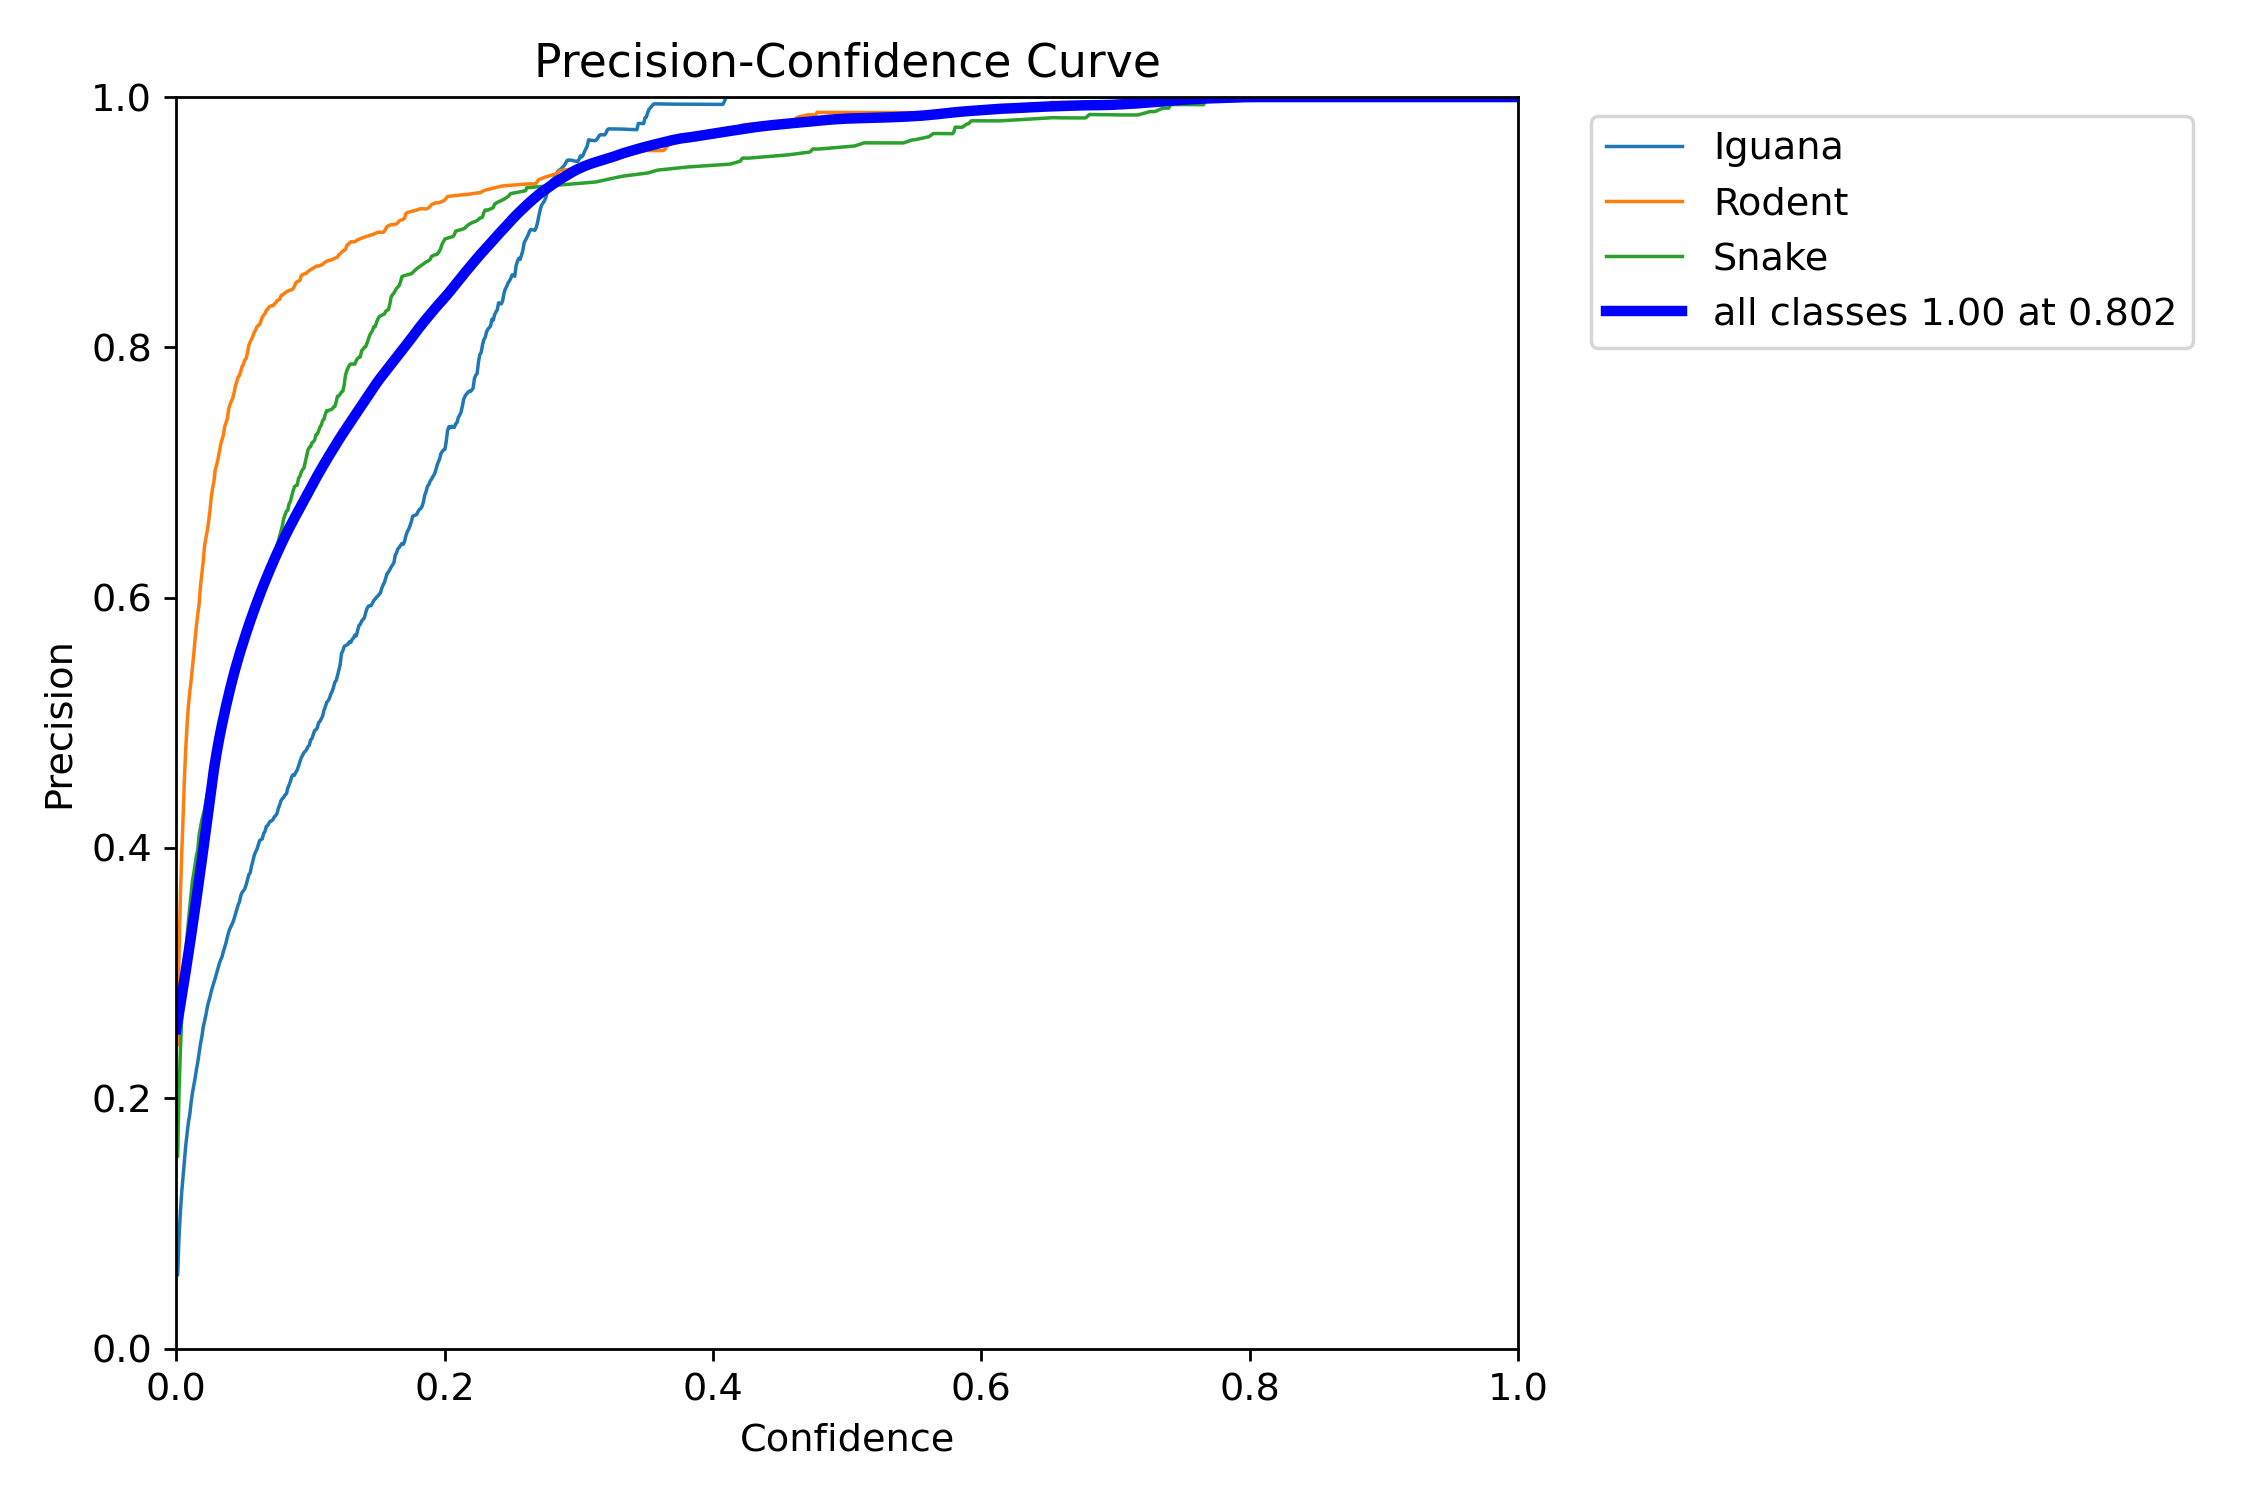 Precision-Confidence Curve
1.0
0.8
0.6
0.4
0.2
0.0
Precision
0.0 0.2 0.4 0.6 0.8 1.0
Confidence
Iguana
Rodent
Snake
all classes 1.00 at 0.802